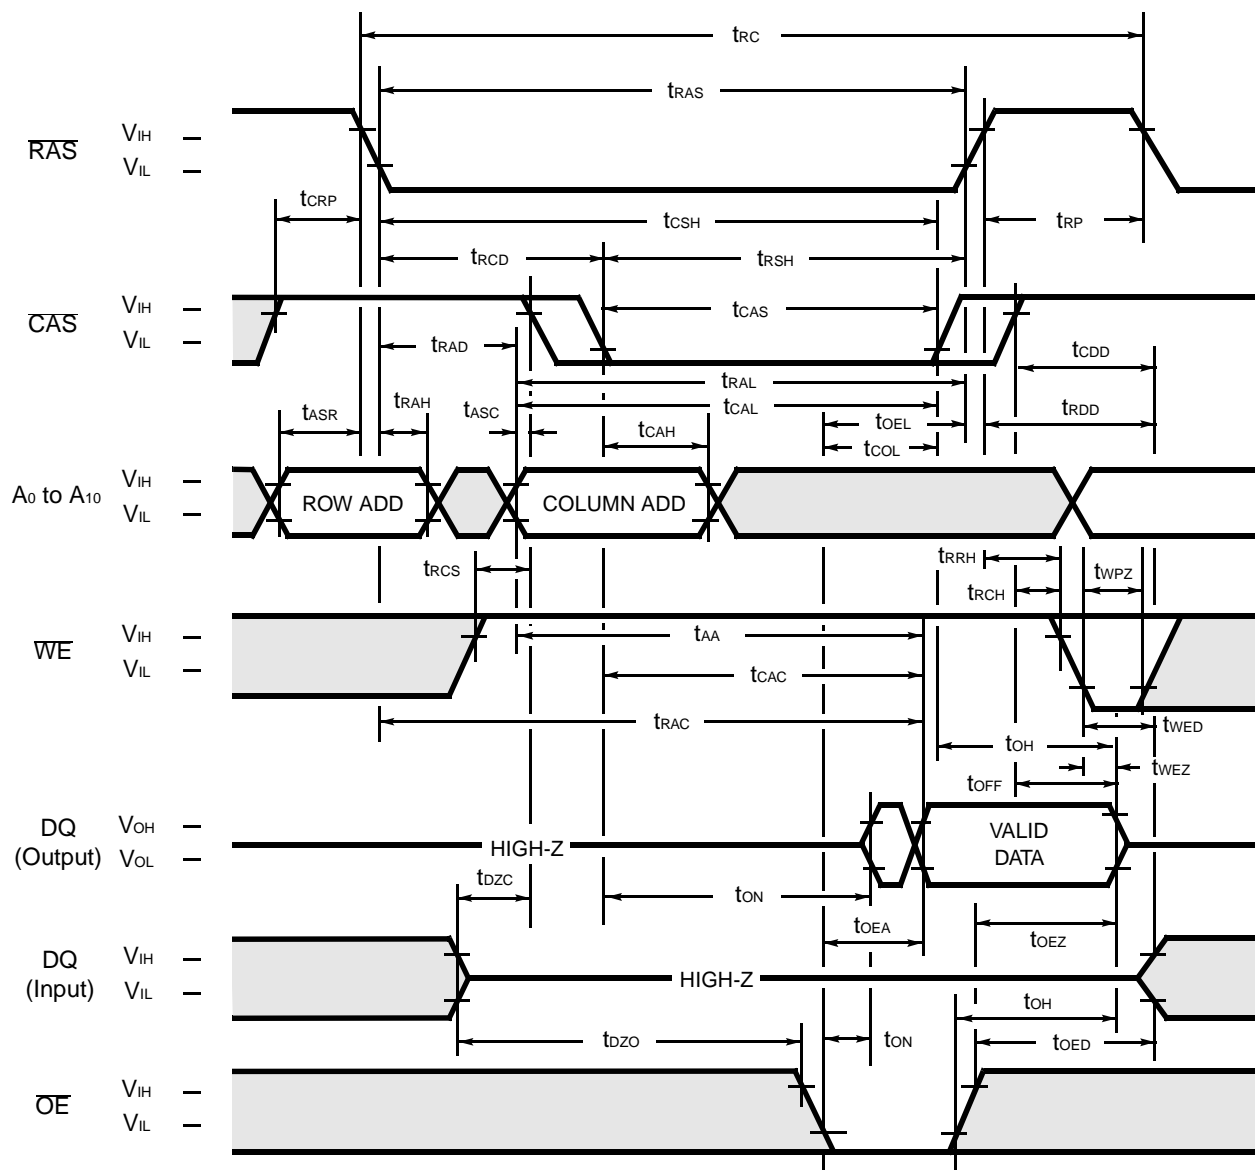 tRC
tRAS
RAS VIH
VIL
tCRP
tCSH
tRP
tRCD
tRSH
CAS VIH
VIL
tCAS
tRAD
tCDD
tRAL
tASR
tRAH
tASC
tCAL
tOEL
tRDD
tCAH
tCOL
A0 to A10 VIH
VIL
ROW ADD
COLUMN ADD
tRCS
tRRH
tWPZ
tRCH
WE VIH
VIL
tAA
tCAC
tRAC
tWED
tOH
tWEZ
tOFF
DQ
(Output)
VOH
VOL
HIGH-Z
VALID
DATA
tDZC
tON
tOEA
tOEZ
DQ
(Input)
VIH
VIL
HIGH-Z
tOH
tDZO
tON
tOED
OE VIH
VIL